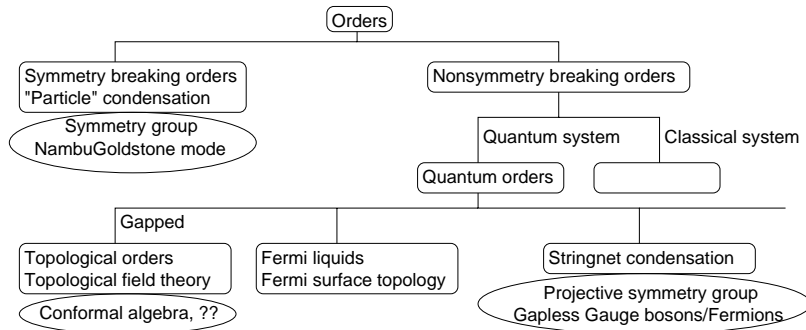 Orders
Symmetry breaking orders
"Particle" condensation
Nonsymmetry breaking orders
Symmetry group
NambuGoldstone mode
Quantum system
Classical system
Quantum orders
Gapped
Topological orders
Topological field theory
Fermi liquids
Fermi surface topology
Stringnet condensation
Conformal algebra, ??
Projective symmetry group
Gapless Gauge bosons/Fermions